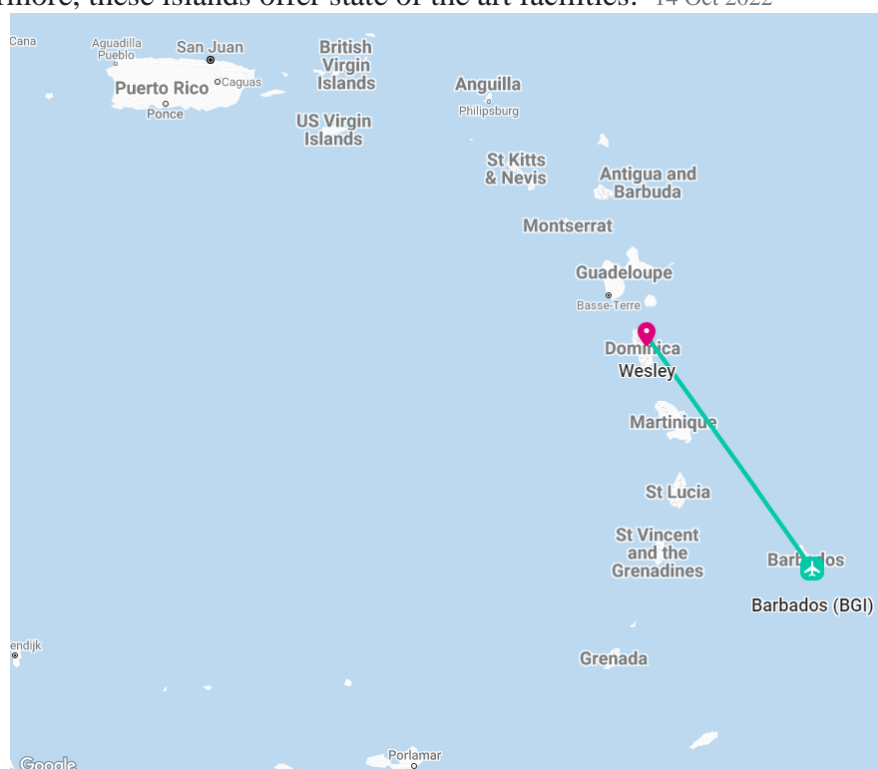 rmore, these islands offer state of the art facilities. 14 Oct 2022
Cana
Aguadilla
Pueblo
San Juan
Caguas
Puerto Rico
Ponce
British
Virgin
Islands
US Virgin
Islands
Anguilla
Philipsburg
St Kitts
& Nevis
Antigua and
Barbuda
Montserrat
Guadeloupe
Basse-Terre
Dominica
Wesley
Martinique
St Lucia
St Vincent
and the
Grenadines
Barbados
Barbados (BGI)
endijk
Grenada
Porlamar
Google